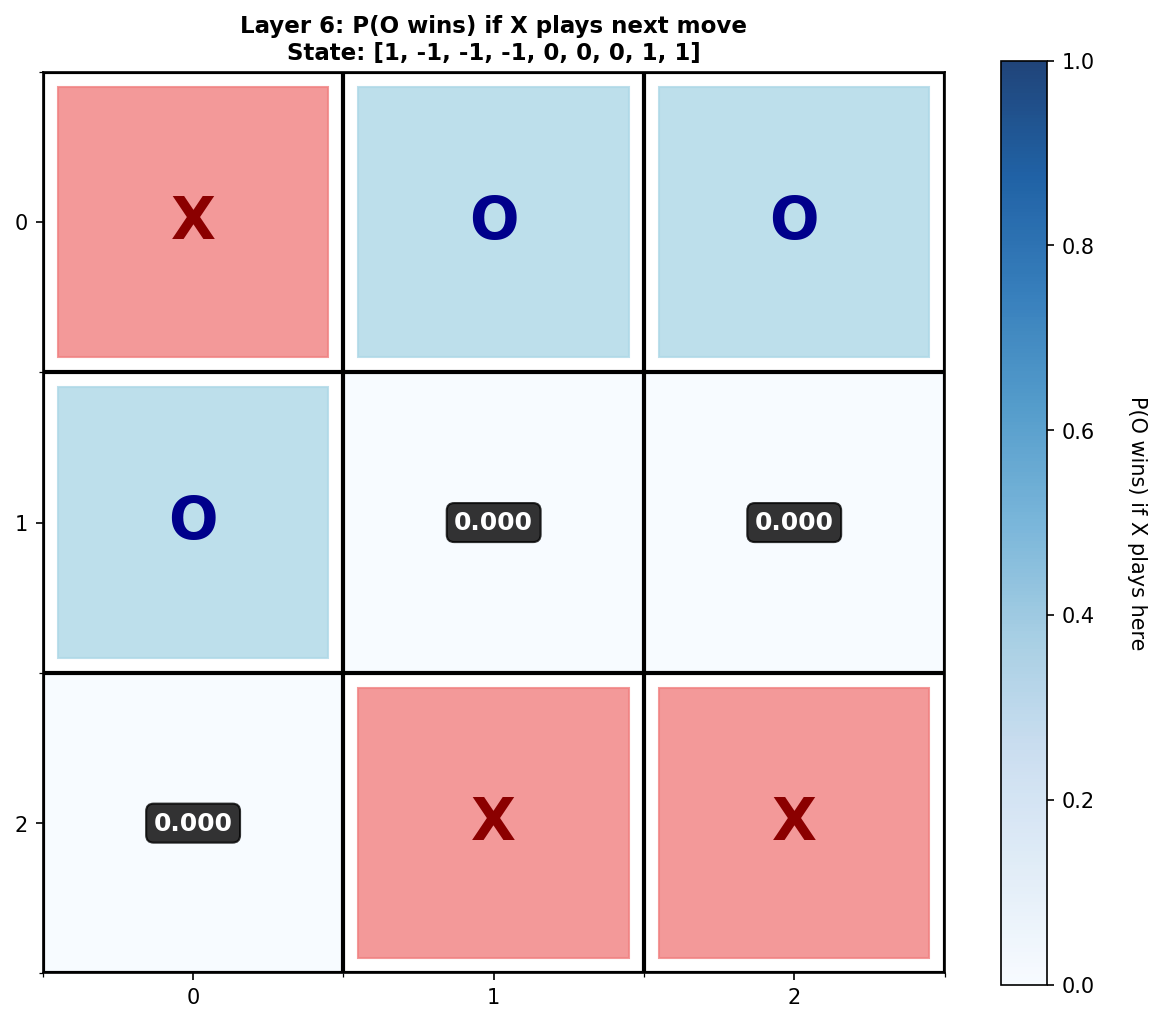 Layer 6: P(O wins) if X plays next move
State: [1, -1, -1, -1, 0, 0, 0, 1, 1]
X
O
O
0
O
0.000
0.000
1
0.000
X
X
2
0
1
2
1.0
0.8
0.6
0.4
0.2
0.0
P(O wins) if X plays here